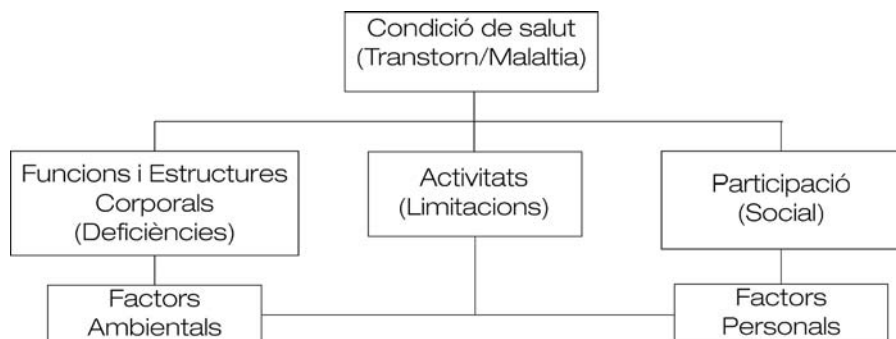 Condició de salut
(Transtorn/Malaltia)
Funcions i Estructures
Corporals
(Deficiències)
Activitats
(Limitacions)
Participació
(Social)
Factors
Ambientals
Factors
Personals